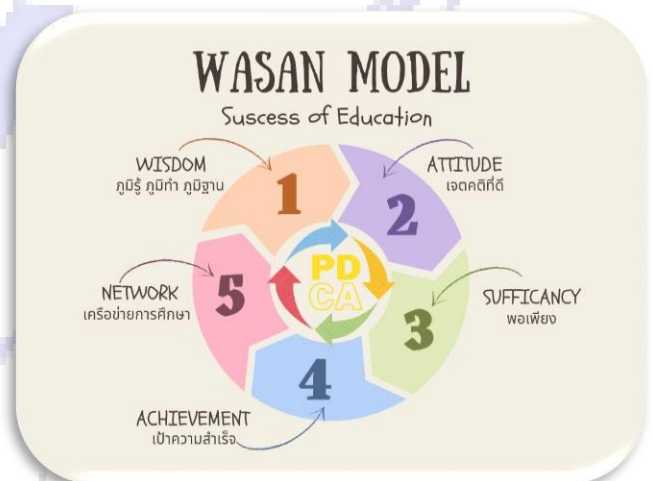 WASAN MODEL
Suscess of Education
WISDOM
ภูมิรู้ ภูมิทำ ภูมิฐาน
1
ATTITUDE
เจตคติที่ดี
2
SUFFICANCY
พอเพียง
3
ACHIEVEMENT
เป้าความสำเร็จ
4
NETWORK
เครือข่ายการศึกษา
5
PD
CA